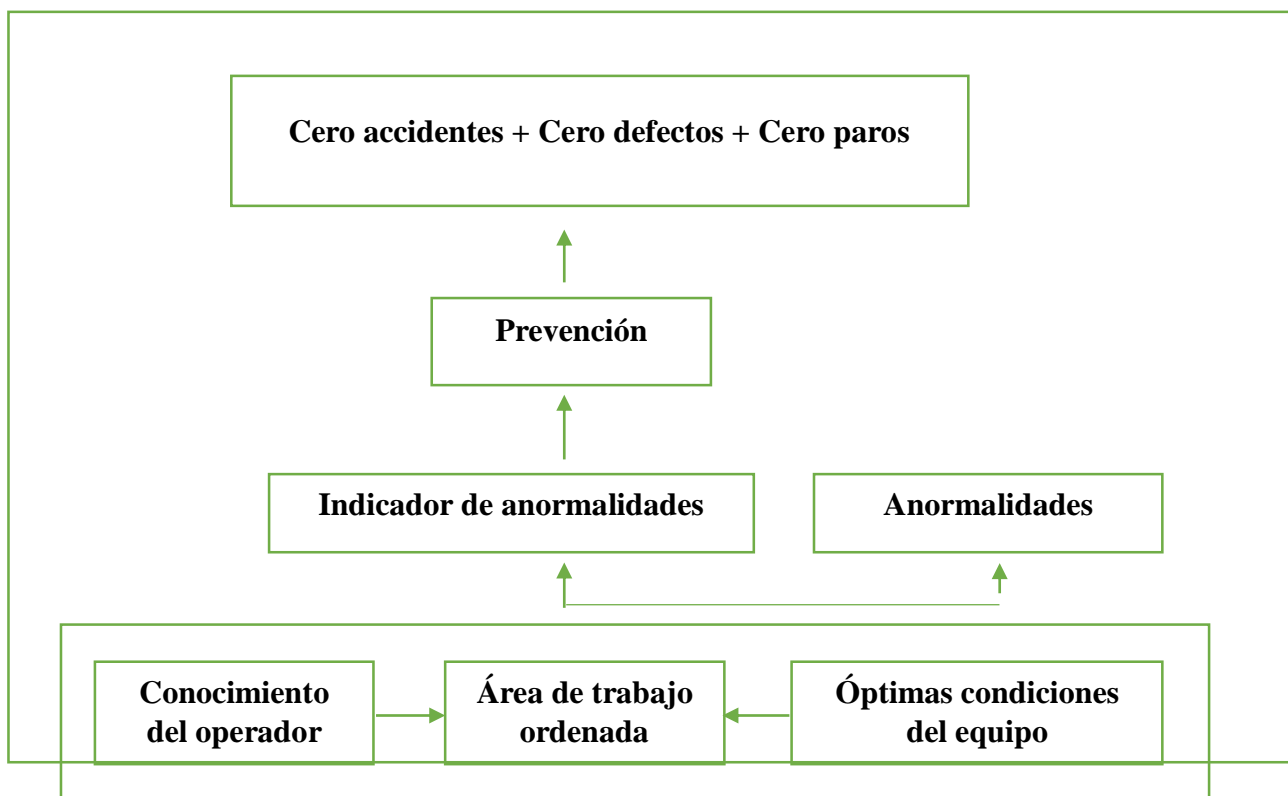 Cero accidentes + Cero defectos + Cero paros
Prevención
Indicador de anormalidades
Anormalidades
Conocimiento
del operador
Área de trabajo
ordenada
Óptimas condiciones
del equipo